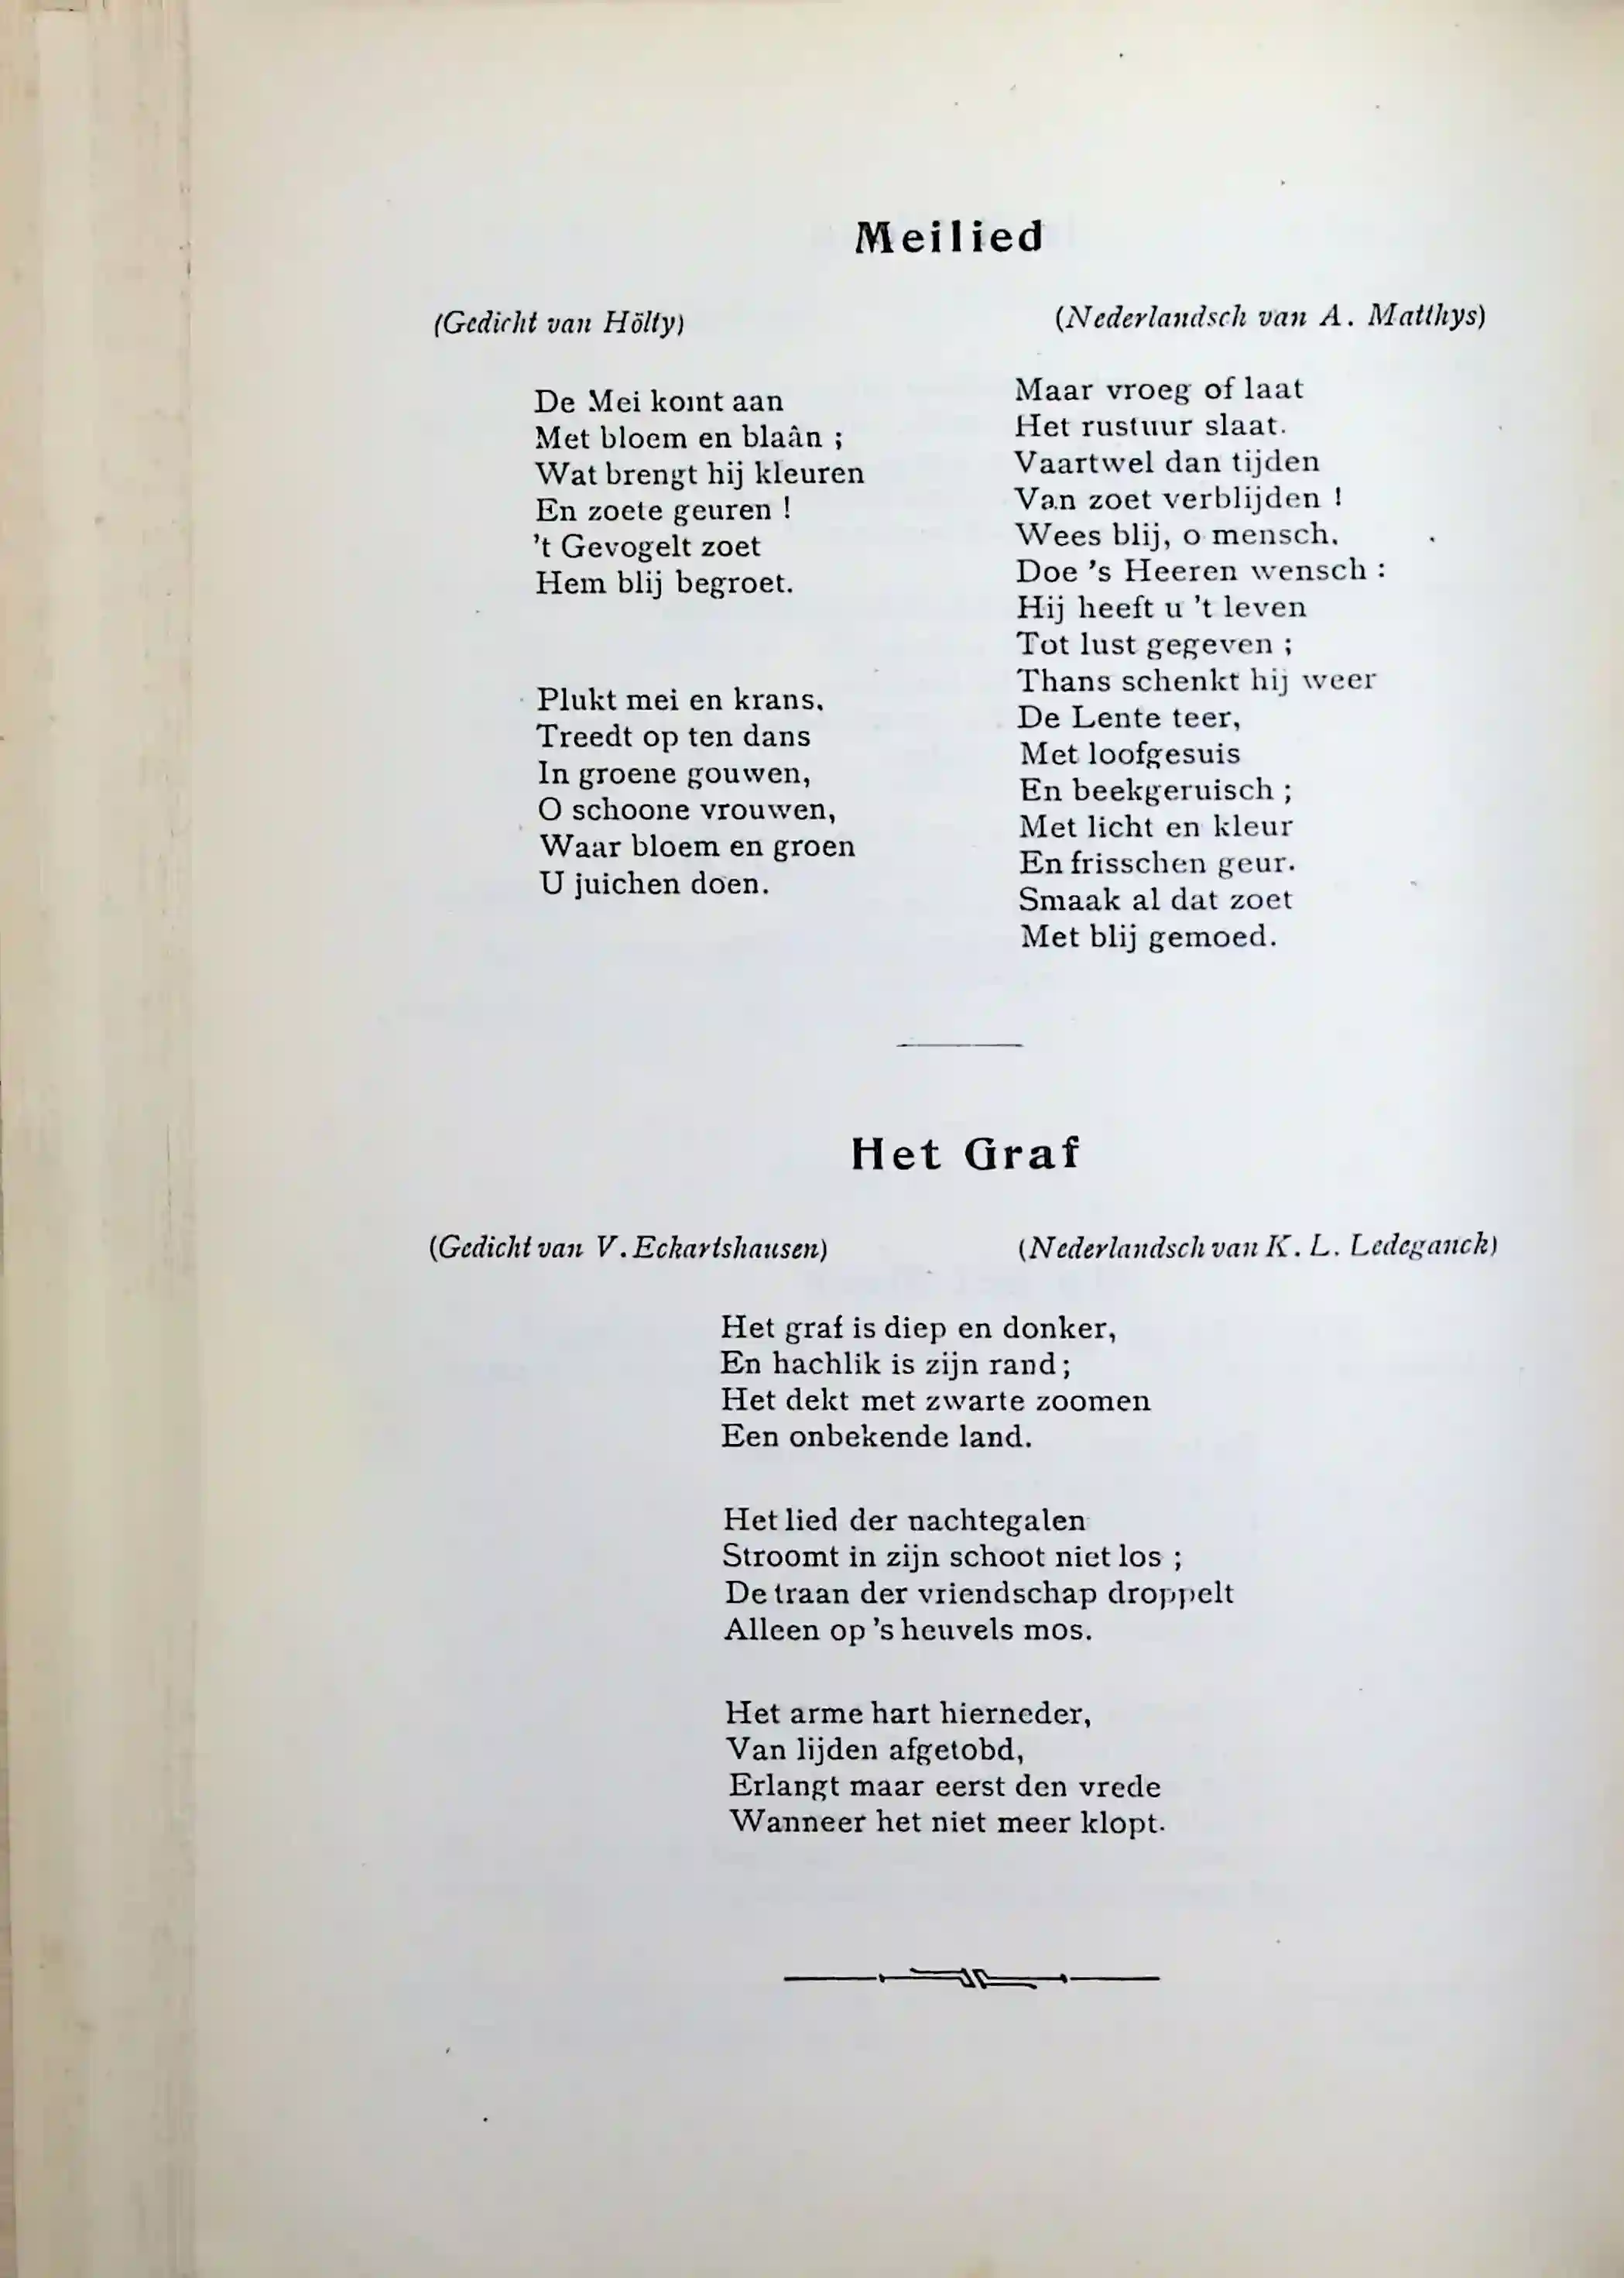 Meilied
(Gedicht van Hölty)
(Nederlandsch van A. Matthys)
De Mei komt aan
Met bloem en blaân ;
Wat brengt hij kleuren
En zoete geuren !
’t Gevogelt zoet
Hem blij begroet.
Plukt mei en krans,
Treedt op ten dans
In groene gouwen,
O schoone vrouwen,
Waar bloem en groen
U juichen doen.
Maar vroeg of laat
Het rustuur slaat.
Vaartwel dan tijden
Van zoet verblijden !
Wees blij, o mensch,
Doe ’s Heeren wensch :
Hij heeft u ’t leven
Tot lust gegeven ;
Thans schenkt hij weer
De Lente teer,
Met loofgesuis
En beekgeruisch ;
Met licht en kleur
En frisschen geur.
Smaak al dat zoet
Met blij gemoed.
Het Graf
(Gedicht van V. Eckartshausen)
(Nederlandsch van K. L. Ledeganck)
Het graf is diep en donker,
En hachlik is zijn rand ;
Het dekt met zwarte zoomen
Een onbekende land.
Het lied der nachtegalen
Stroomt in zijn schoot niet los ;
De traan der vriendschap droppelt
Alleen op ’s heuvels mos.
Het arme hart hierneder,
Van lijden afgetobd,
Erlangt maar eerst den vrede
Wanneer het niet meer klopt.